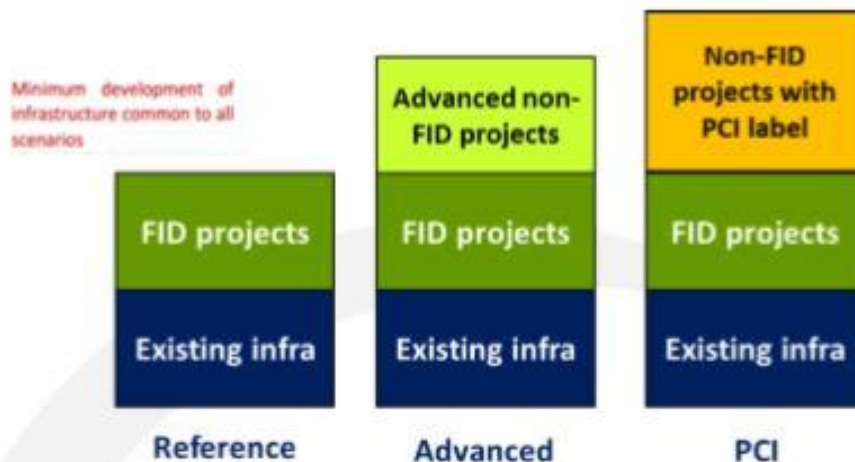 Minimum development of
infrastructure common to all
scenarios
Advanced non-
FID projects
Non-FID
projects with
PCI label
FID projects
FID projects
FID projects
Existing infra
Existing infra
Existing infra
Reference
Advanced
PCI